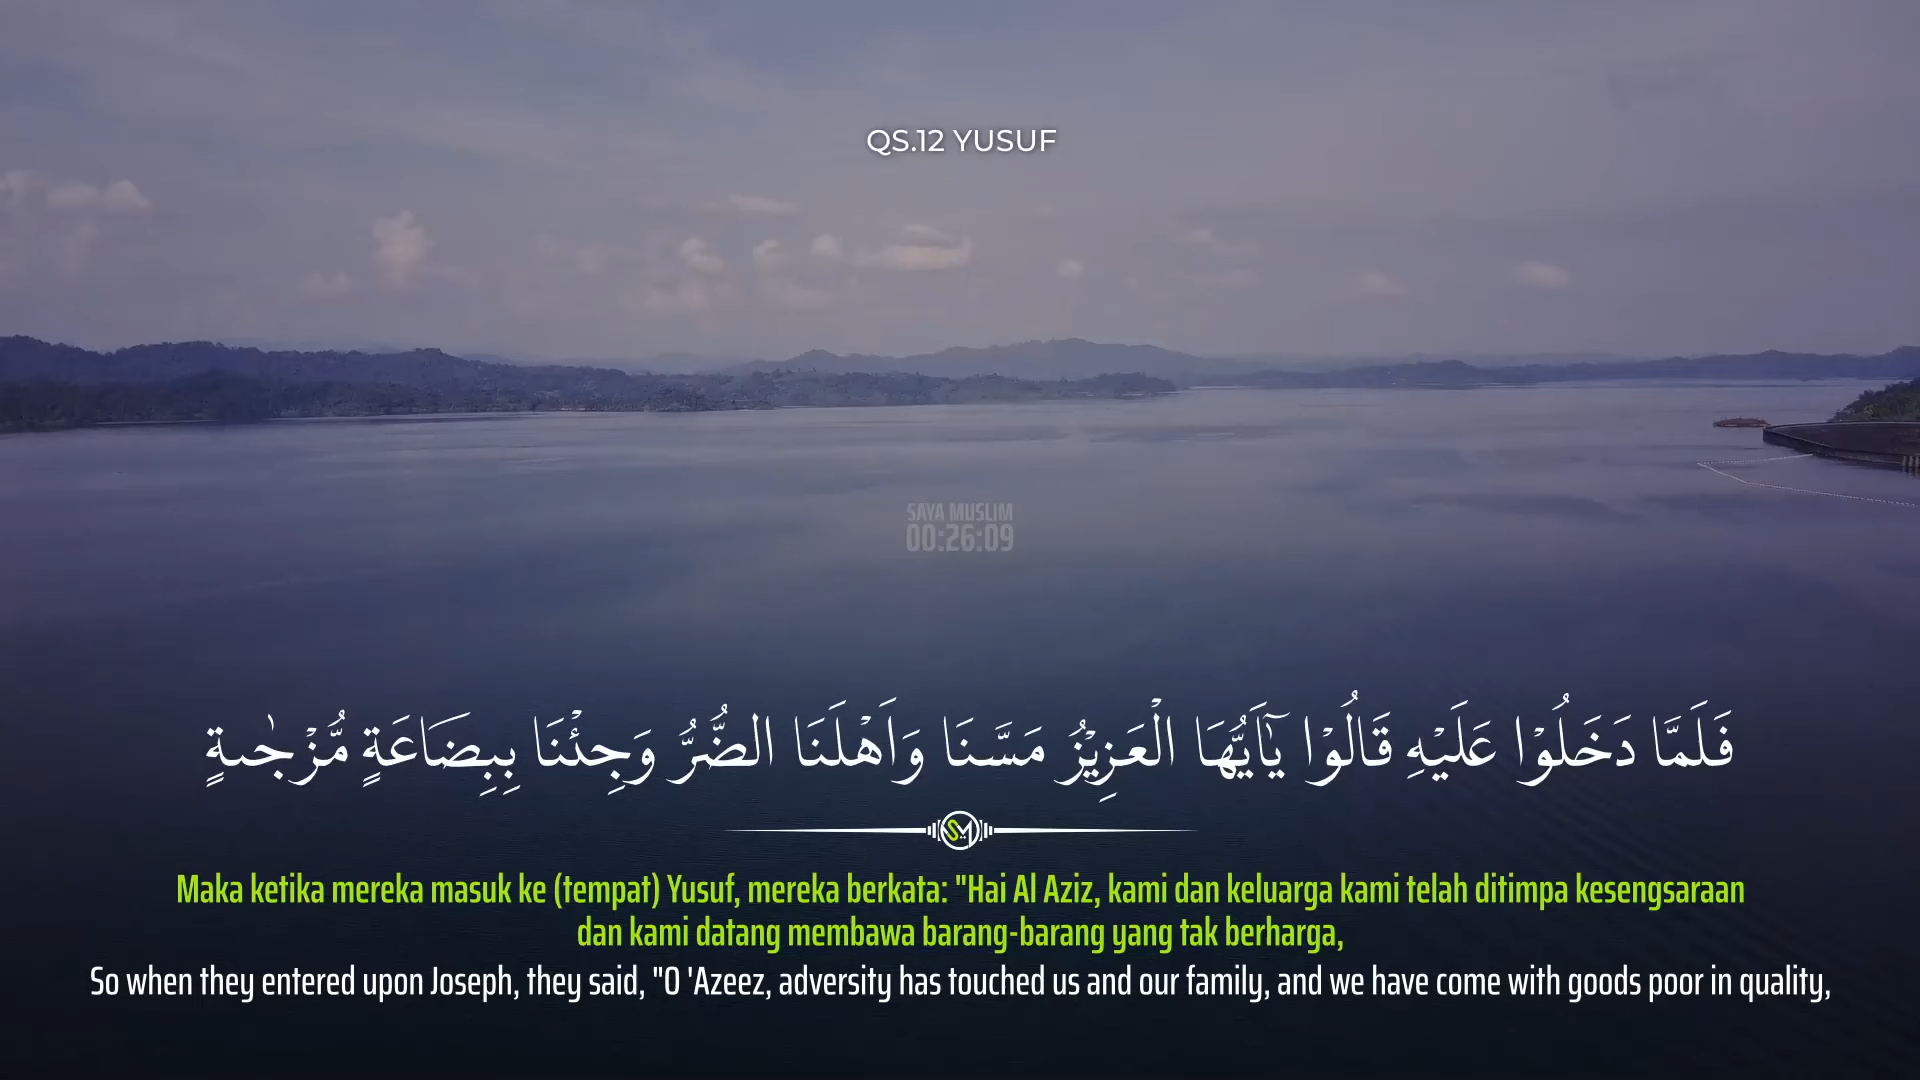 QS.12 YUSUF
SAYA MUSLIM
00:26:09
فَلَمَّا دَخَلُوْا عَلَيْهِ قَالُوْا يٰٓاَيُّهَا الْعَزِيْزُ مَسَّنَا وَاَهْلَنَا الضُّرُّ وَجِئْنَا بِبِضَاعَةٍ مُّزْجٰىةٍ
SM
Maka ketika mereka masuk ke (tempat) Yusuf, mereka berkata: "Hai Al Aziz, kami dan keluarga kami telah ditimpa kesengsaraan
dan kami datang membawa barang-barang yang tak berharga,
So when they entered upon Joseph, they said, "O 'Azeez, adversity has touched us and our family, and we have come with goods poor in quality,